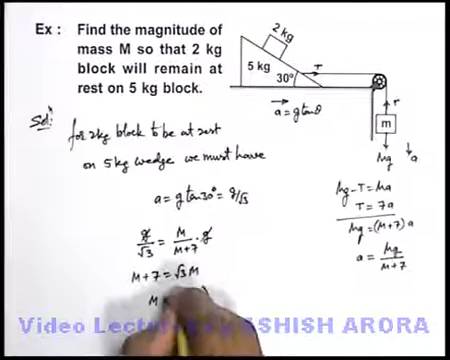 Ex : Find the magnitude of
mass M so that 2 kg
block will remain at
rest on 5 kg block.
2 kg
5 kg
30°
T
a = g tanθ
T
m
Mg
a
Sol:
for 2kg block to be at rest
on 5kg wedge we must have
a = g tan30° = g/√3
g/√3 = M/M+7 · g
M+7 = √3 M
M
Mg - T = Ma
T = 7a
Mg = (M+7) a
a = Mg/M+7
Video Lectures by ASHISH ARORA